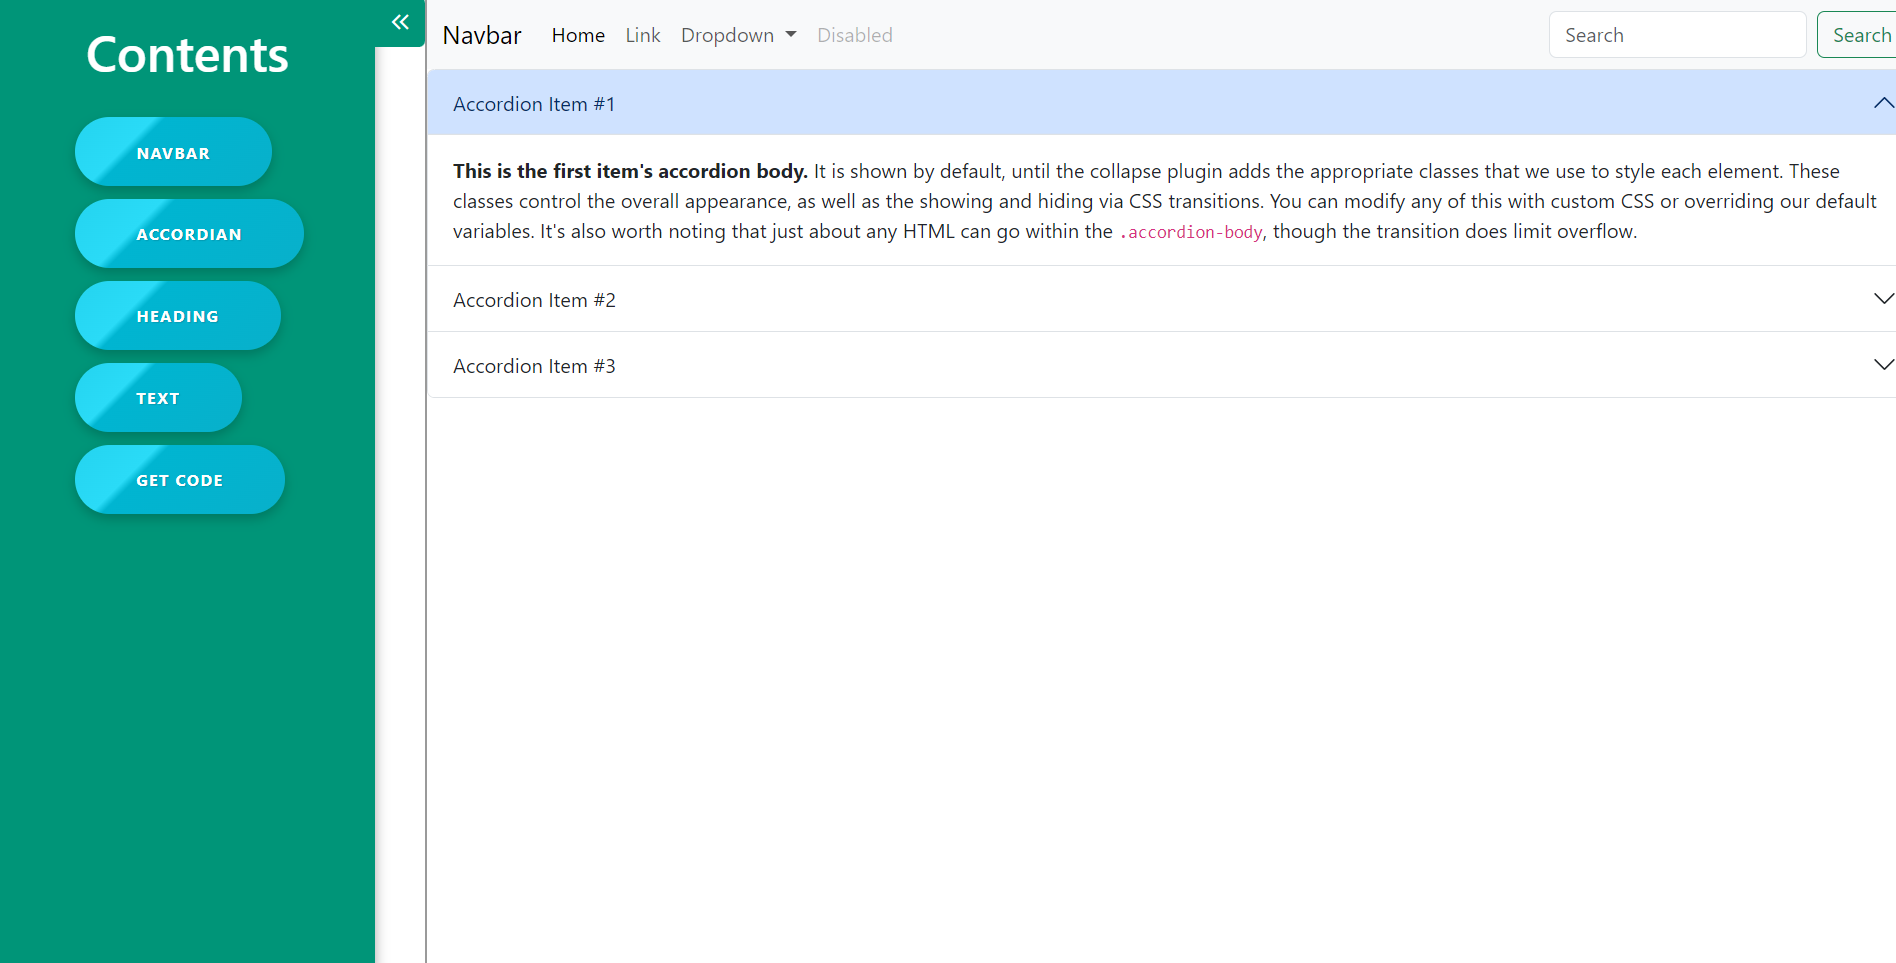 Contents
NAVBAR
ACCORDIAN
HEADING
TEXT
GET CODE
Navbar Home Link Dropdown Disabled Search Search
Accordion Item #1
This is the first item's accordion body. It is shown by default, until the collapse plugin adds the appropriate classes that we use to style each element. These
classes control the overall appearance, as well as the showing and hiding via CSS transitions. You can modify any of this with custom CSS or overriding our default
variables. It's also worth noting that just about any HTML can go within the .accordion-body, though the transition does limit overflow.
Accordion Item #2
Accordion Item #3